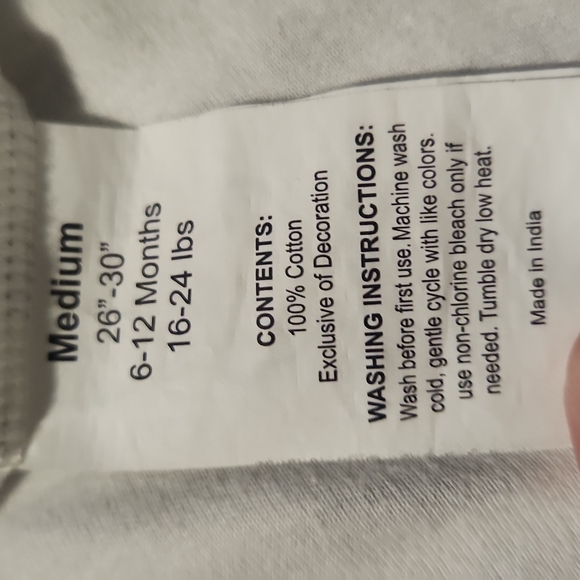 Medium
26"-30"
6-12 Months
16-24 lbs
CONTENTS:
100% Cotton
Exclusive of Decoration
WASHING INSTRUCTIONS:
Wash before first use. Machine wash
cold, gentle cycle with like colors.
use non-chlorine bleach only if
needed. Tumble dry low heat.
Made in India